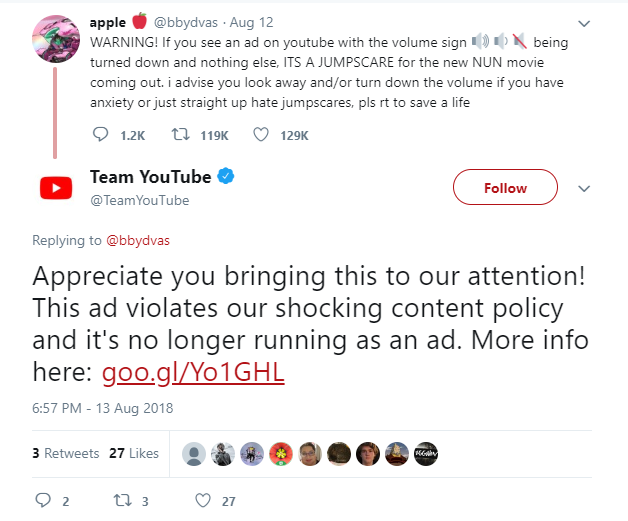 apple 🍎 @bbydvas · Aug 12
WARNING! If you see an ad on youtube with the volume sign 🔊🔉🔇 being
turned down and nothing else, ITS A JUMPSCARE for the new NUN movie
coming out. i advise you look away and/or turn down the volume if you have
anxiety or just straight up hate jumpscares, pls rt to save a life
1.2K 119K 129K
Team YouTube
@TeamYouTube
Follow
Replying to @bbydvas
Appreciate you bringing this to our attention!
This ad violates our shocking content policy
and it's no longer running as an ad. More info
here: goo.gl/Yo1GHL
6:57 PM - 13 Aug 2018
3 Retweets 27 Likes
2 3 27